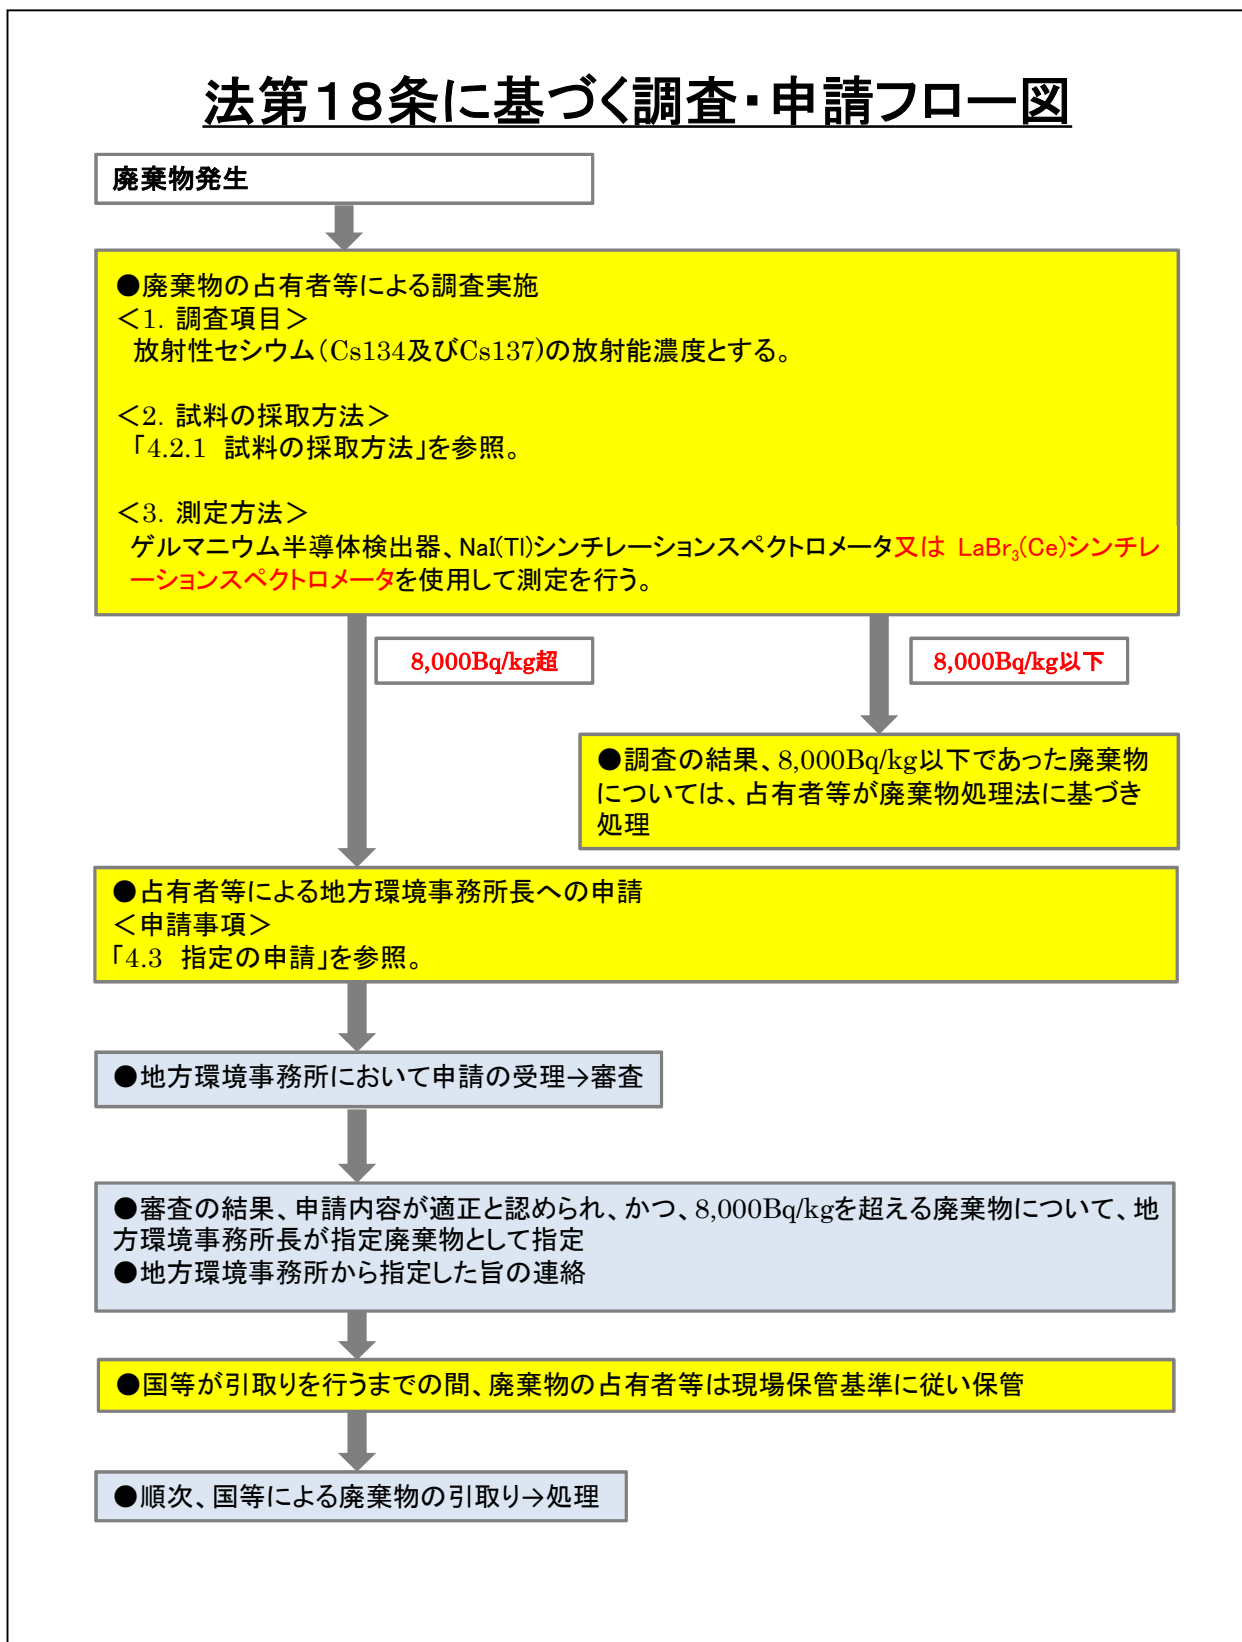 法第１８条に基づく調査・申請フロー図
廃棄物発生
●廃棄物の占有者等による調査実施
＜1. 調査項目＞
放射性セシウム（Cs134及びCs137)の放射能濃度とする。
＜2. 試料の採取方法＞
「4.2.1 試料の採取方法」を参照。
＜3. 測定方法＞
ゲルマニウム半導体検出器、NaI(Tl)シンチレーションスペクトロメータ又は LaBr₃(Ce)シンチレ
ーションスペクトロメータを使用して測定を行う。
8,000Bq/kg超
8,000Bq/kg以下
●調査の結果、8,000Bq/kg以下であった廃棄物
については、占有者等が廃棄物処理法に基づき
処理
●占有者等による地方環境事務所長への申請
＜申請事項＞
「4.3 指定の申請」を参照。
●地方環境事務所において申請の受理→審査
●審査の結果、申請内容が適正と認められ、かつ、8,000Bq/kgを超える廃棄物について、地
方環境事務所長が指定廃棄物として指定
●地方環境事務所から指定した旨の連絡
●国等が引取りを行うまでの間、廃棄物の占有者等は現場保管基準に従い保管
●順次、国等による廃棄物の引取り→処理